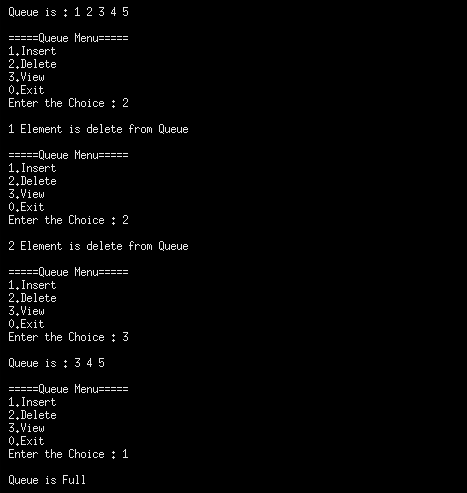 Queue is : 1 2 3 4 5
=====Queue Menu=====
1.Insert
2.Delete
3.View
0.Exit
Enter the Choice : 2
1 Element is delete from Queue
=====Queue Menu=====
1.Insert
2.Delete
3.View
0.Exit
Enter the Choice : 2
2 Element is delete from Queue
=====Queue Menu=====
1.Insert
2.Delete
3.View
0.Exit
Enter the Choice : 3
Queue is : 3 4 5
=====Queue Menu=====
1.Insert
2.Delete
3.View
0.Exit
Enter the Choice : 1
Queue is Full